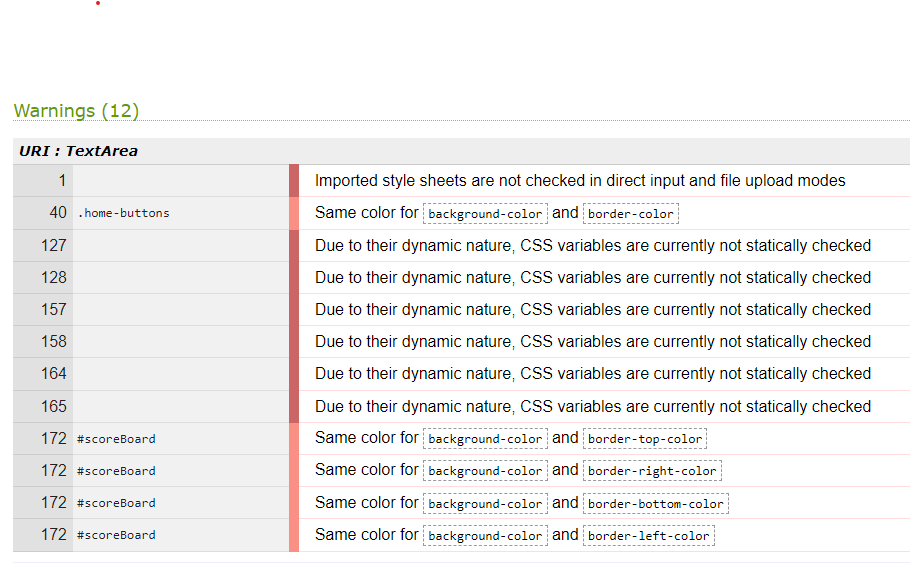 Warnings (12)
URI : TextArea
1 Imported style sheets are not checked in direct input and file upload modes
40 .home-buttons Same color for background-color and border-color
127 Due to their dynamic nature, CSS variables are currently not statically checked
128 Due to their dynamic nature, CSS variables are currently not statically checked
157 Due to their dynamic nature, CSS variables are currently not statically checked
158 Due to their dynamic nature, CSS variables are currently not statically checked
164 Due to their dynamic nature, CSS variables are currently not statically checked
165 Due to their dynamic nature, CSS variables are currently not statically checked
172 #scoreBoard Same color for background-color and border-top-color
172 #scoreBoard Same color for background-color and border-right-color
172 #scoreBoard Same color for background-color and border-bottom-color
172 #scoreBoard Same color for background-color and border-left-color